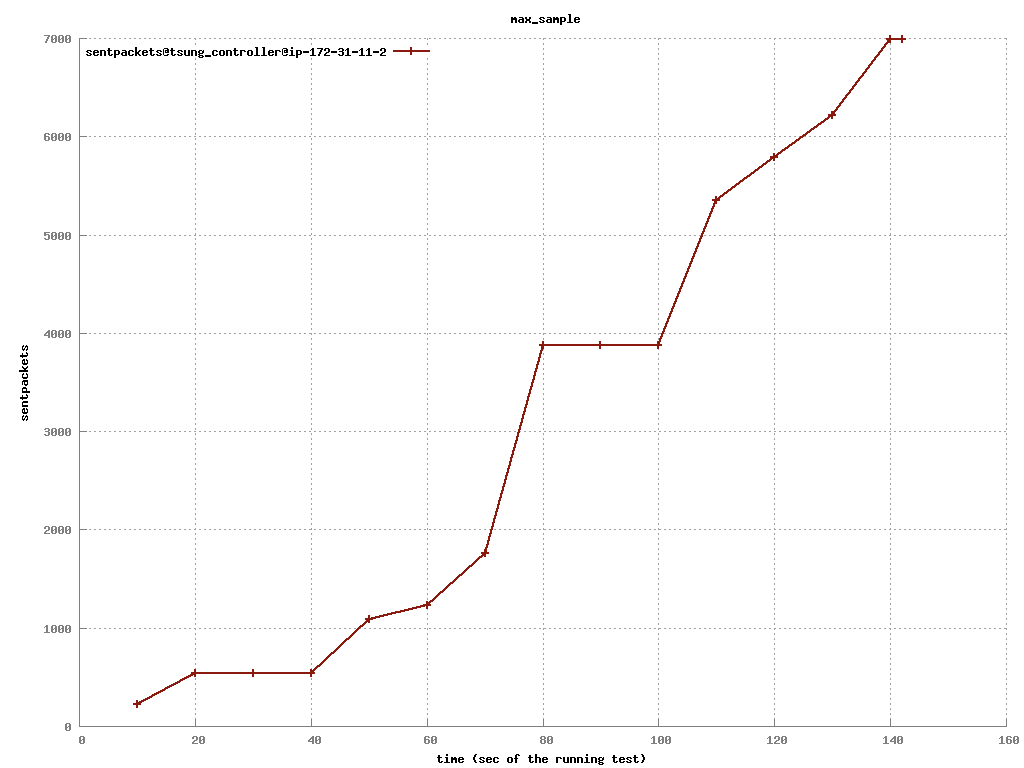 max_sample
7000
sentpackets@tsung_controller@ip-172-31-11-2
6000
5000
4000
sentpackets
3000
2000
1000
0
0 20 40 60 80 100 120 140 160
time (sec of the running test)